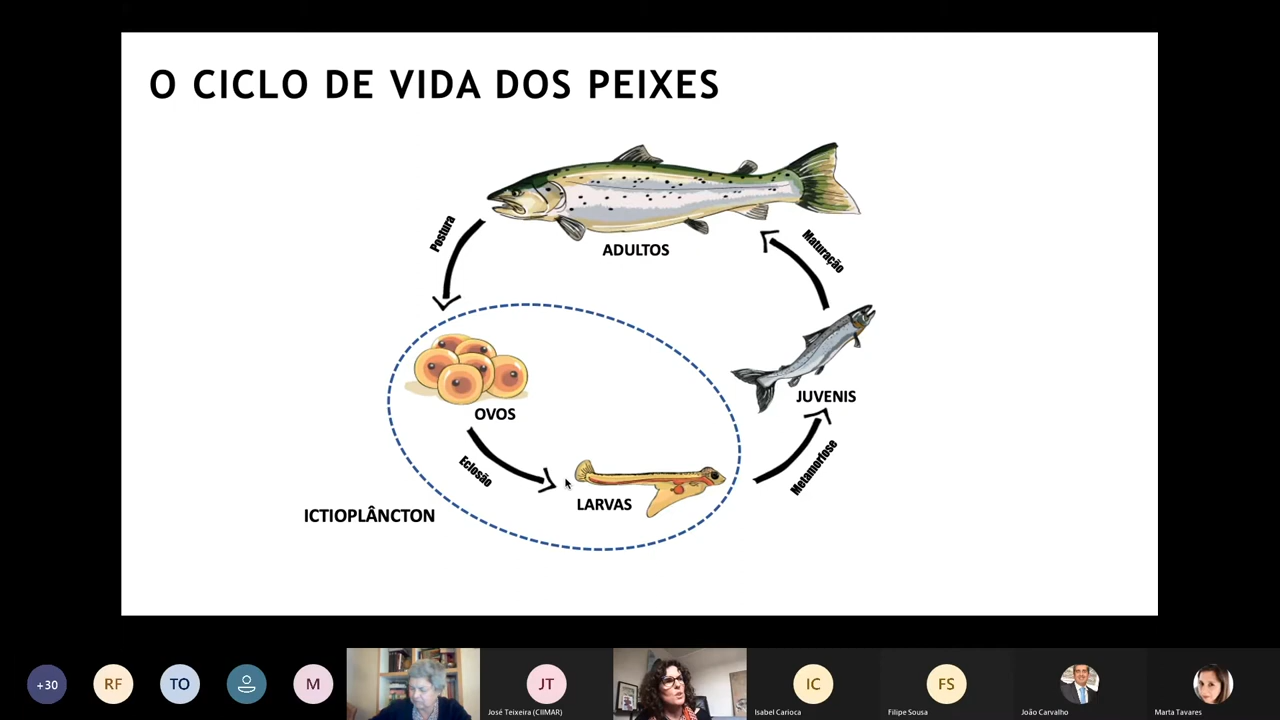 O CICLO DE VIDA DOS PEIXES
Postura
ADULTOS
Maturação
JUVENIS
OVOS
Eclosão
LARVAS
Metamorfose
ICTIOPLÂNCTON
+30
RF
TO
M
JT
José Teixeira (CIIMAR)
IC
Isabel Carioca
FS
Filipe Sousa
João Carvalho
Marta Tavares